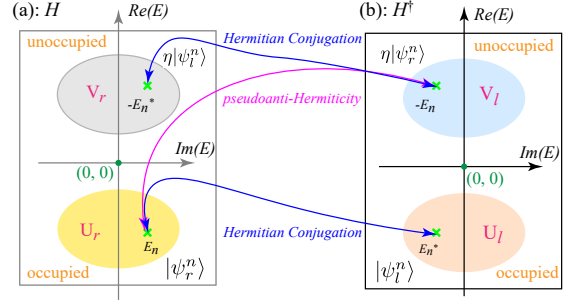 (a): H
Re(E)
unoccupied
η|ψ_l^n⟩
V_r
-E_n*
Im(E)
(0, 0)
U_r
E_n
occupied
|ψ_r^n⟩
Hermitian Conjugation
pseudoanti-Hermiticity
Hermitian Conjugation
(b): H†
Re(E)
unoccupied
η|ψ_r^n⟩
V_l
-E_n
Im(E)
(0, 0)
U_l
E_n*
occupied
|ψ_l^n⟩